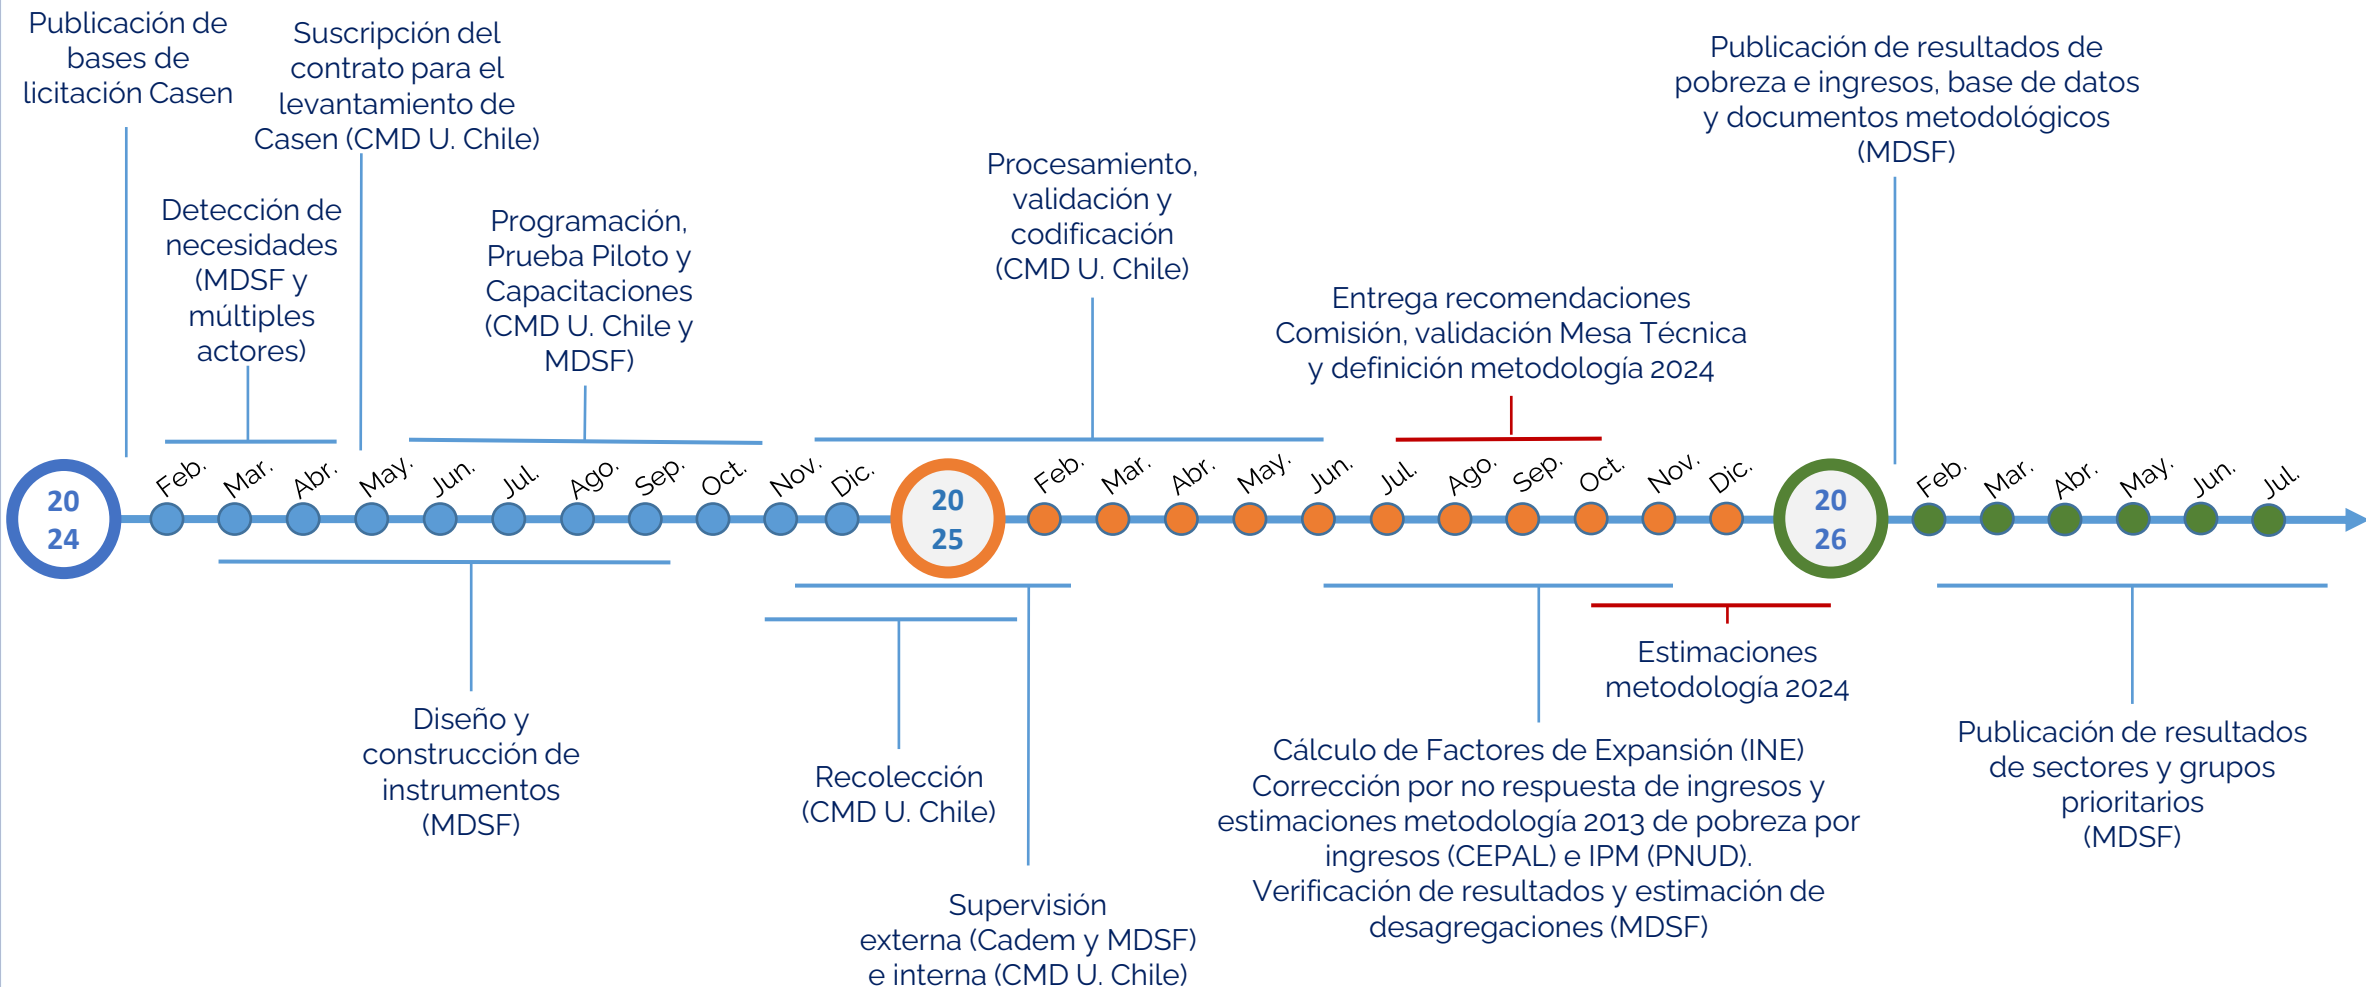 Publicación de
bases de
licitación Casen
Suscripción del
contrato para el
levantamiento de
Casen (CMD U. Chile)
Detección de
necesidades
(MDSF y
múltiples
actores)
Programación,
Prueba Piloto y
Capacitaciones
(CMD U. Chile y
MDSF)
Procesamiento,
validación y
codificación
(CMD U. Chile)
Entrega recomendaciones
Comisión, validación Mesa Técnica
y definición metodología 2024
Publicación de resultados de
pobreza e ingresos, base de datos
y documentos metodológicos
(MDSF)
20
24
Feb.
Mar.
Abr.
May.
Jun.
Jul.
Ago.
Sep.
Oct.
Nov.
Dic.
20
25
Feb.
Mar.
Abr.
May.
Jun.
Jul.
Ago.
Sep.
Oct.
Nov.
Dic.
20
26
Feb.
Mar.
Abr.
May.
Jun.
Jul.
Diseño y
construcción de
instrumentos
(MDSF)
Recolección
(CMD U. Chile)
Supervisión
externa (Cadem y MDSF)
e interna (CMD U. Chile)
Estimaciones
metodología 2024
Cálculo de Factores de Expansión (INE)
Corrección por no respuesta de ingresos y
estimaciones metodología 2013 de pobreza por
ingresos (CEPAL) e IPM (PNUD).
Verificación de resultados y estimación de
desagregaciones (MDSF)
Publicación de resultados
de sectores y grupos
prioritarios
(MDSF)